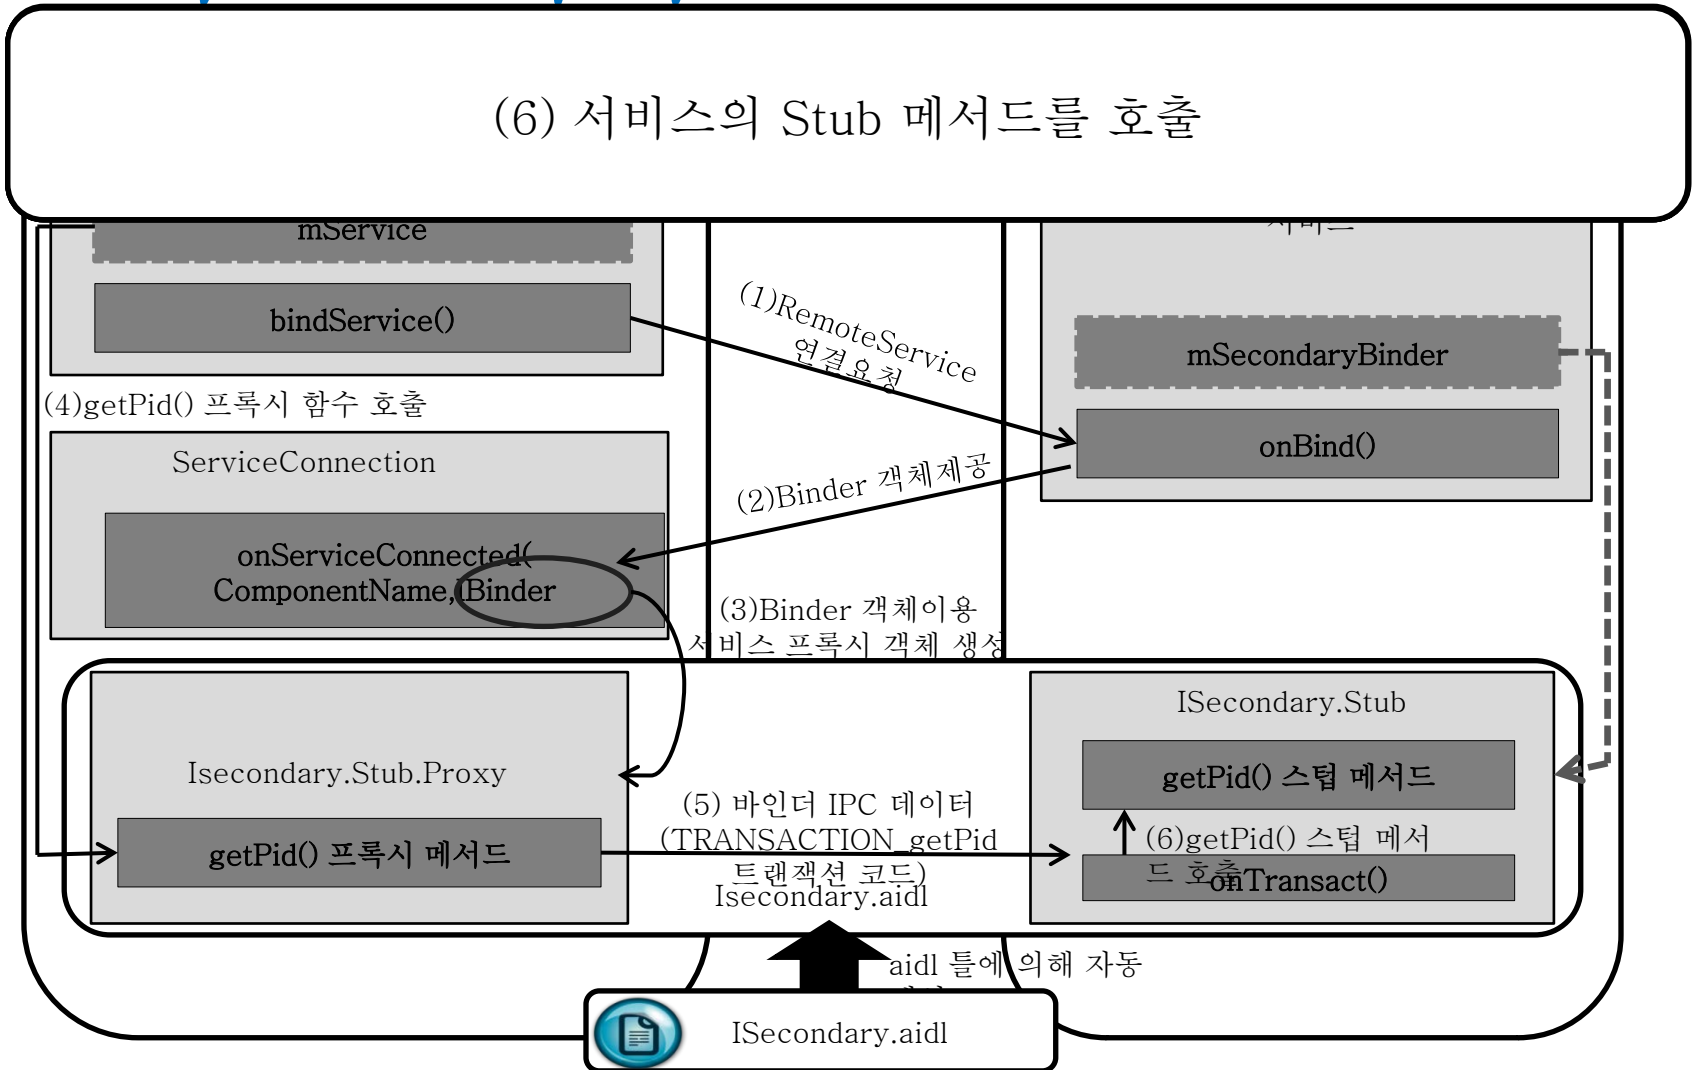 (6) 서비스의 Stub 메서드를 호출
mService
bindService()
(1)RemoteService
연결요청
mSecondaryBinder
(4)getPid() 프록시 함수 호출
onBind()
ServiceConnection
(2)Binder 객체제공
onServiceConnected(
ComponentName,IBinder
(3)Binder 객체이용
서비스 프록시 객체 생성
ISecondary.Stub
Isecondary.Stub.Proxy
getPid() 스텁 메서드
(5) 바인더 IPC 데이터
(TRANSACTION_getPid
트랜잭션 코드)
(6)getPid() 스텁 메서
드 호출
getPid() 프록시 메서드
onTransact()
Isecondary.aidl
aidl 틀에 의해 자동
ISecondary.aidl